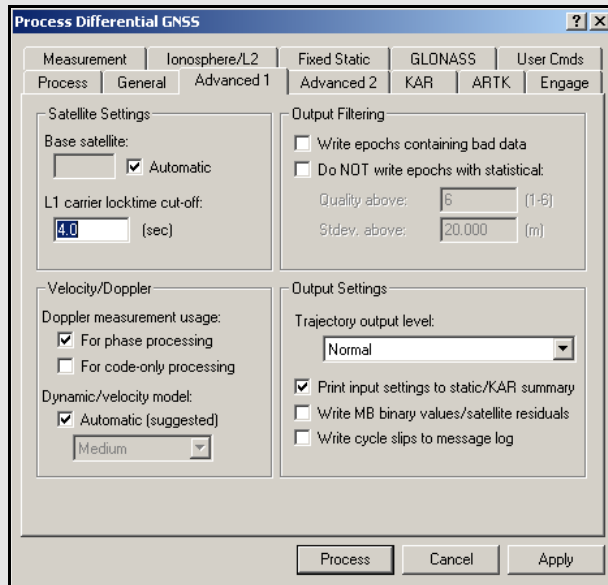 Process Differential GNSS
Measurement Ionosphere/L2 Fixed Static GLONASS User Cmds
Process General Advanced 1 Advanced 2 KAR ARTK Engage
Satellite Settings
Base satellite:
Automatic
L1 carrier locktime cut-off:
4.0 (sec)
Output Filtering
Write epochs containing bad data
Do NOT write epochs with statistical:
Quality above: 6 (1-6)
Stdev. above: 20.000 (m)
Velocity/Doppler
Doppler measurement usage:
For phase processing
For code-only processing
Dynamic/velocity model:
Automatic (suggested)
Medium
Output Settings
Trajectory output level:
Normal
Print input settings to static/KAR summary
Write MB binary values/satellite residuals
Write cycle slips to message log
Process Cancel Apply